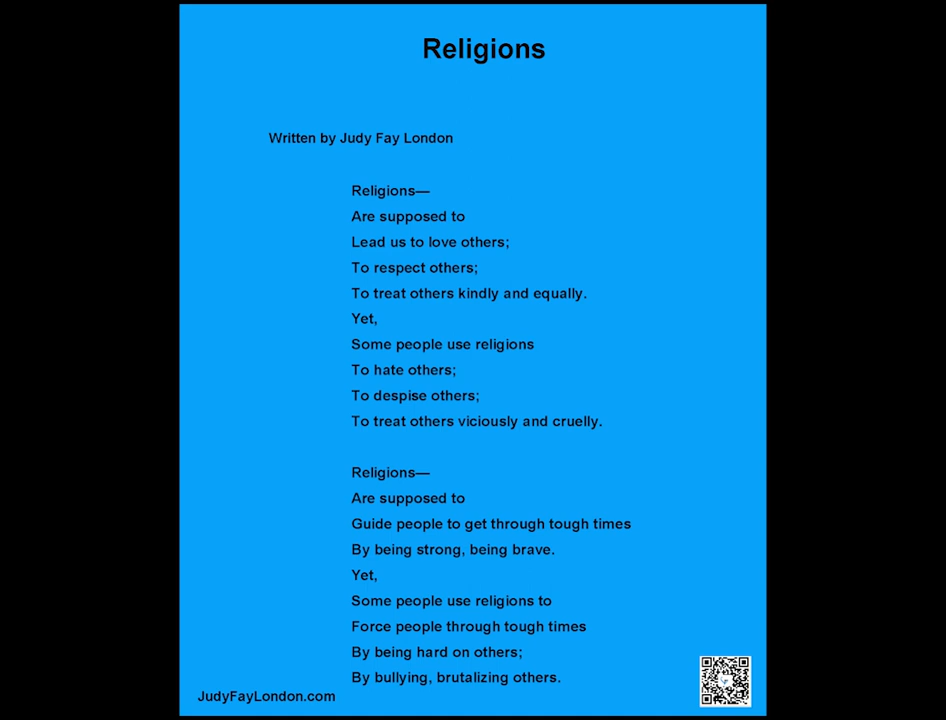 Religions
Written by Judy Fay London
Religions—
Are supposed to
Lead us to love others;
To respect others;
To treat others kindly and equally.
Yet,
Some people use religions
To hate others;
To despise others;
To treat others viciously and cruelly.
Religions—
Are supposed to
Guide people to get through tough times
By being strong, being brave.
Yet,
Some people use religions to
Force people through tough times
By being hard on others;
By bullying, brutalizing others.
JudyFayLondon.com